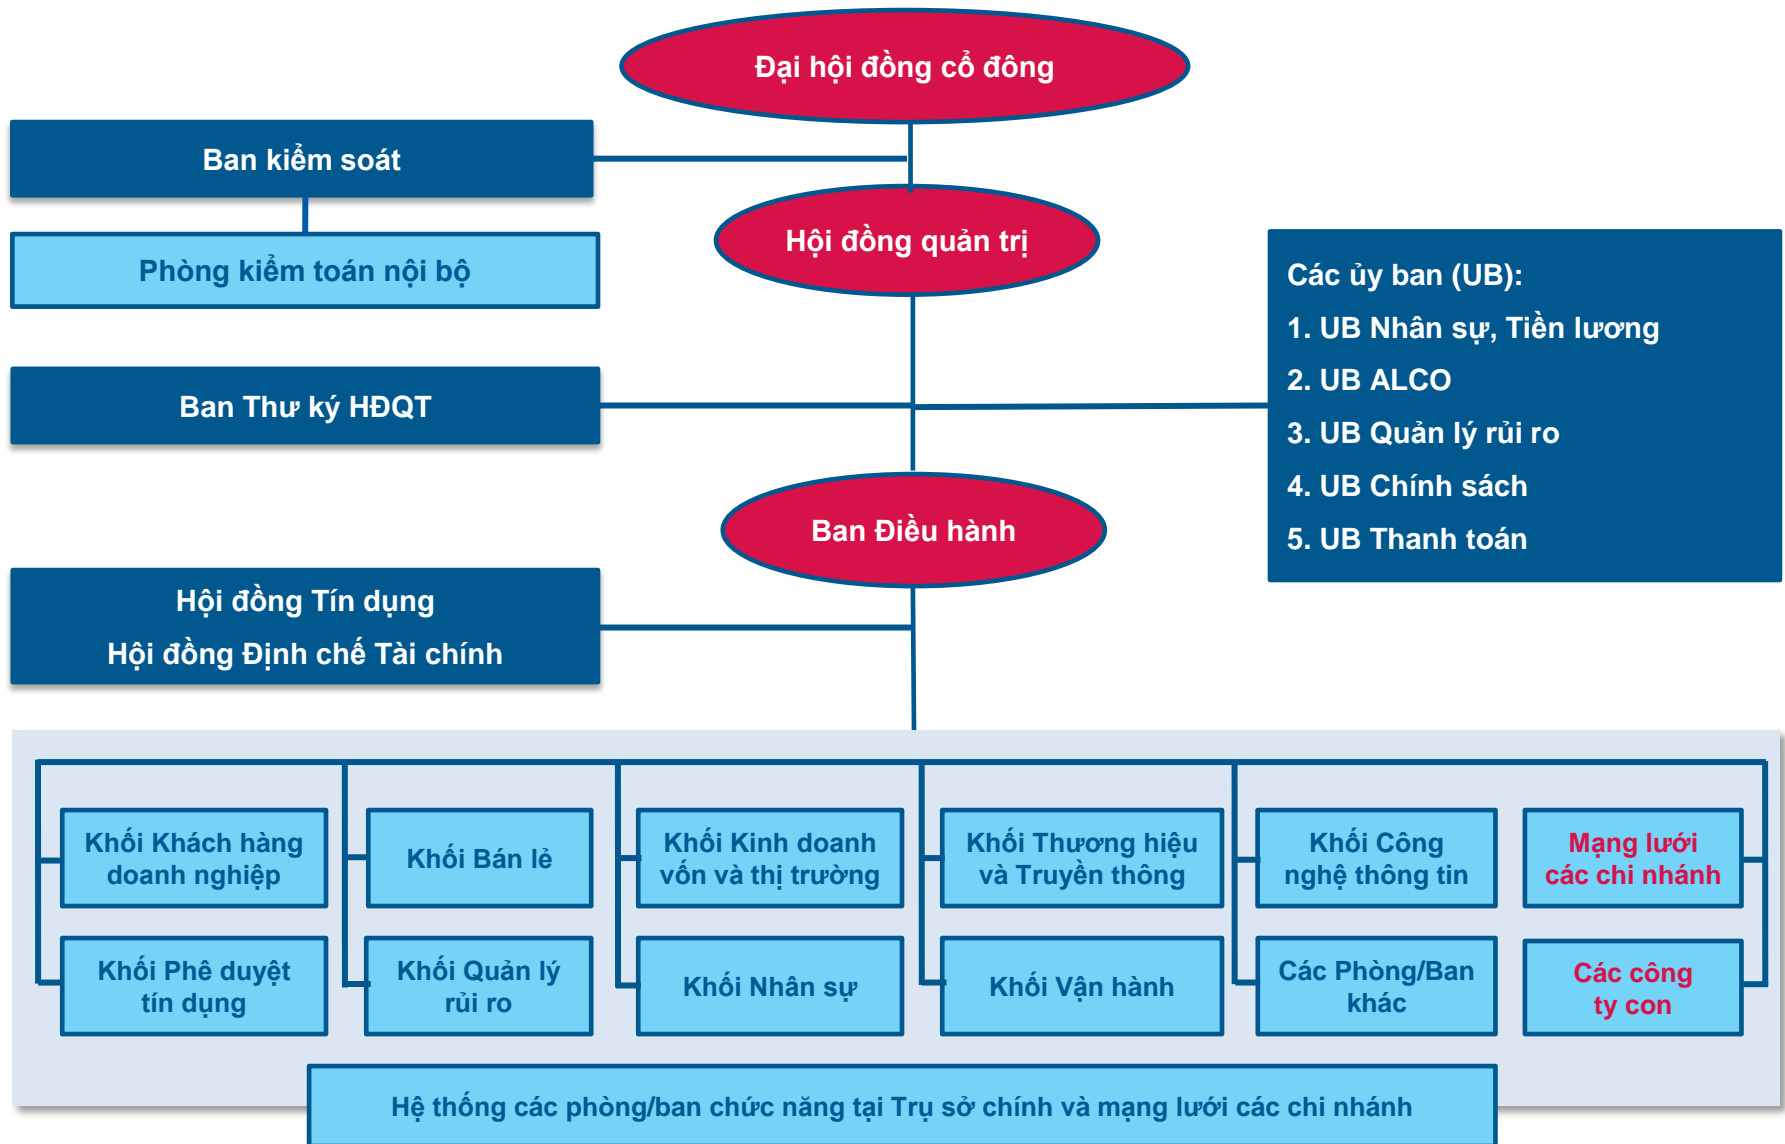 Đại hội đồng cổ đông
Ban kiểm soát
Phòng kiểm toán nội bộ
Hội đồng quản trị
Các ủy ban (UB):
1. UB Nhân sự, Tiền lương
2. UB ALCO
3. UB Quản lý rủi ro
4. UB Chính sách
5. UB Thanh toán
Ban Thư ký HĐQT
Ban Điều hành
Hội đồng Tín dụng
Hội đồng Định chế Tài chính
Khối Khách hàng
doanh nghiệp
Khối Bán lẻ
Khối Kinh doanh
vốn và thị trường
Khối Thương hiệu
và Truyền thông
Khối Công
nghệ thông tin
Mạng lưới
các chi nhánh
Khối Phê duyệt
tín dụng
Khối Quản lý
rủi ro
Khối Nhân sự
Khối Vận hành
Các Phòng/Ban
khác
Các công
ty con
Hệ thống các phòng/ban chức năng tại Trụ sở chính và mạng lưới các chi nhánh